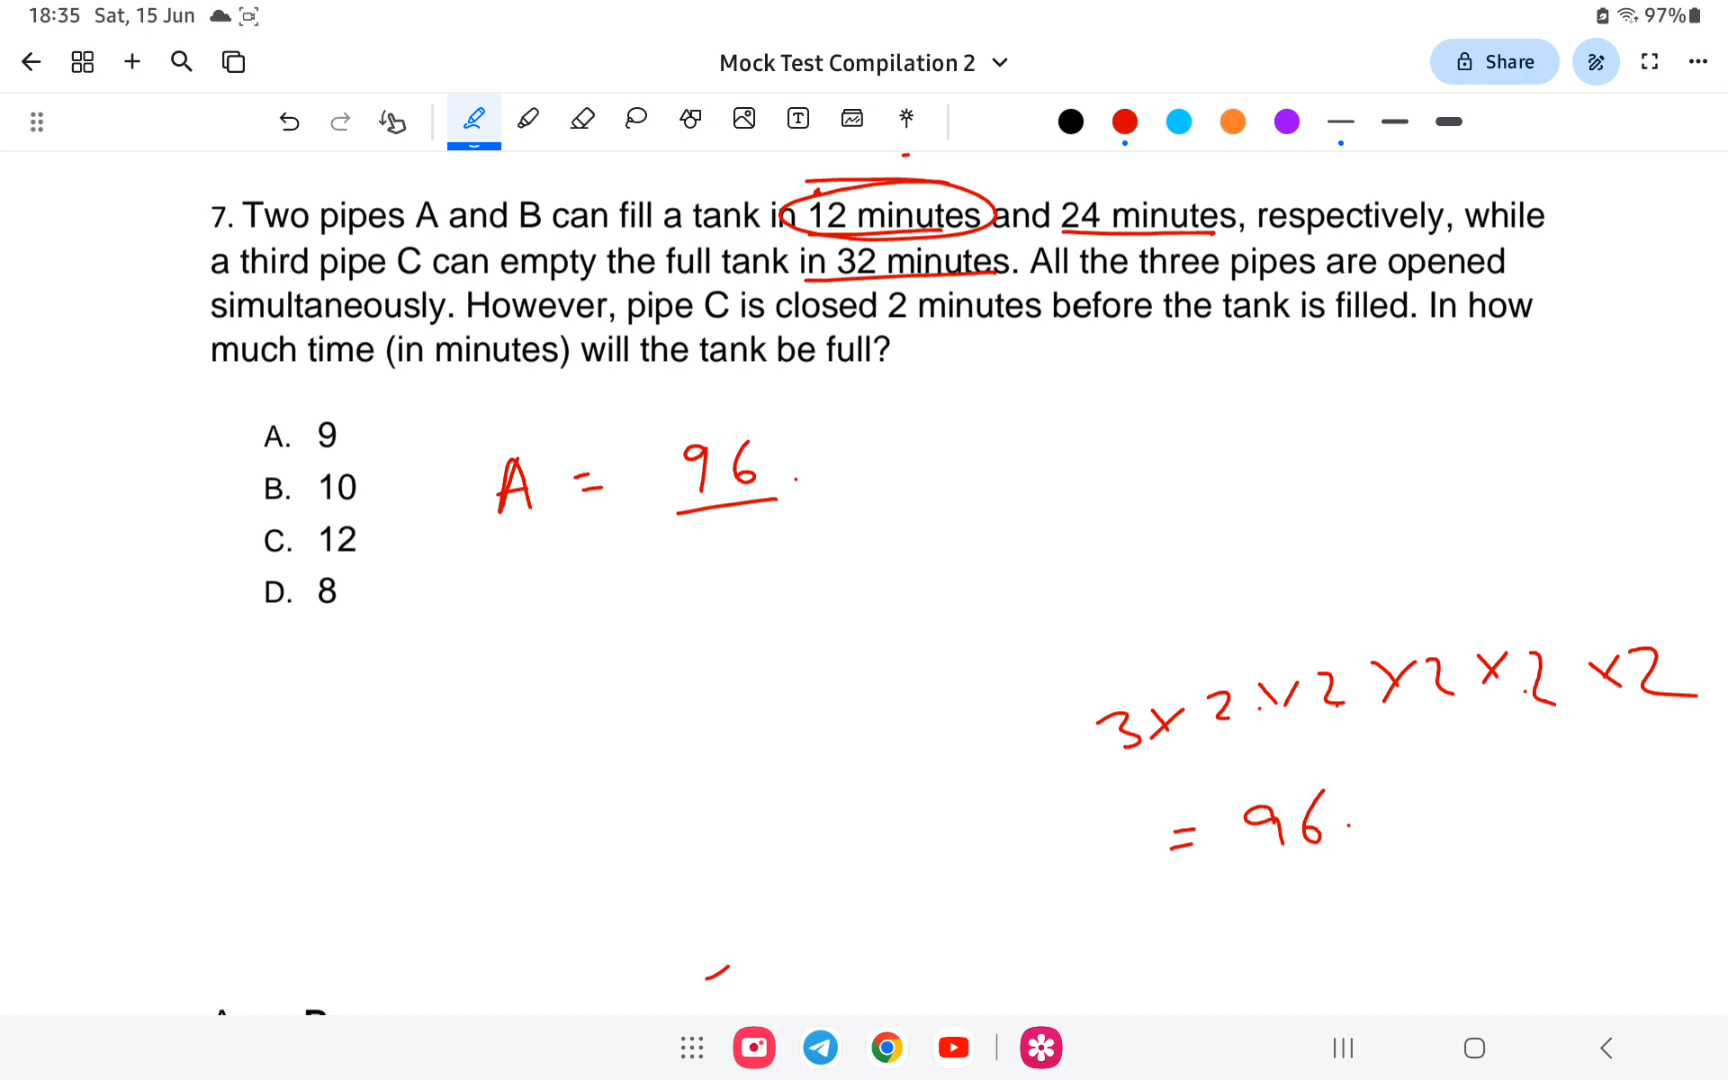 18:35 Sat, 15 Jun
97%
Mock Test Compilation 2
Share
7. Two pipes A and B can fill a tank in 12 minutes and 24 minutes, respectively, while
a third pipe C can empty the full tank in 32 minutes. All the three pipes are opened
simultaneously. However, pipe C is closed 2 minutes before the tank is filled. In how
much time (in minutes) will the tank be full?
A. 9
B. 10
C. 12
D. 8
A = 96
3 x 2 x 2 x 2 x 2 x 2
= 96.